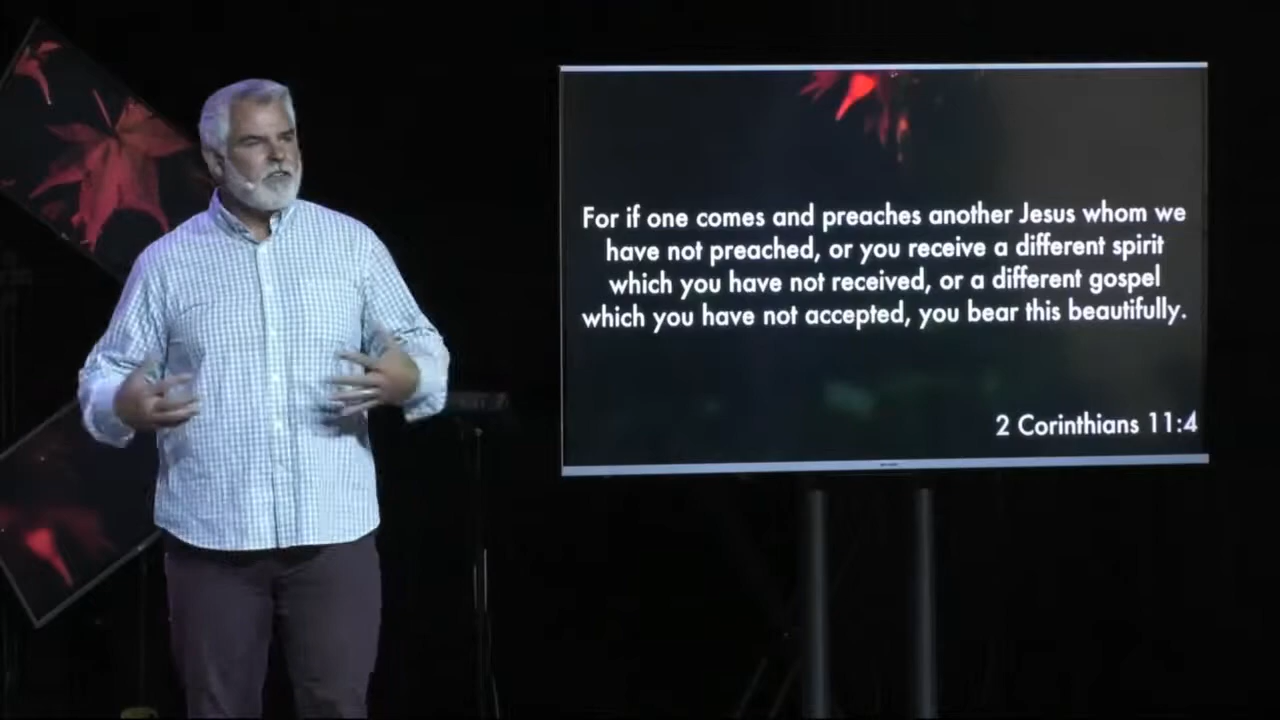 For if one comes and preaches another Jesus whom we
have not preached, or you receive a different spirit
which you have not received, or a different gospel
which you have not accepted, you bear this beautifully.
2 Corinthians 11:4